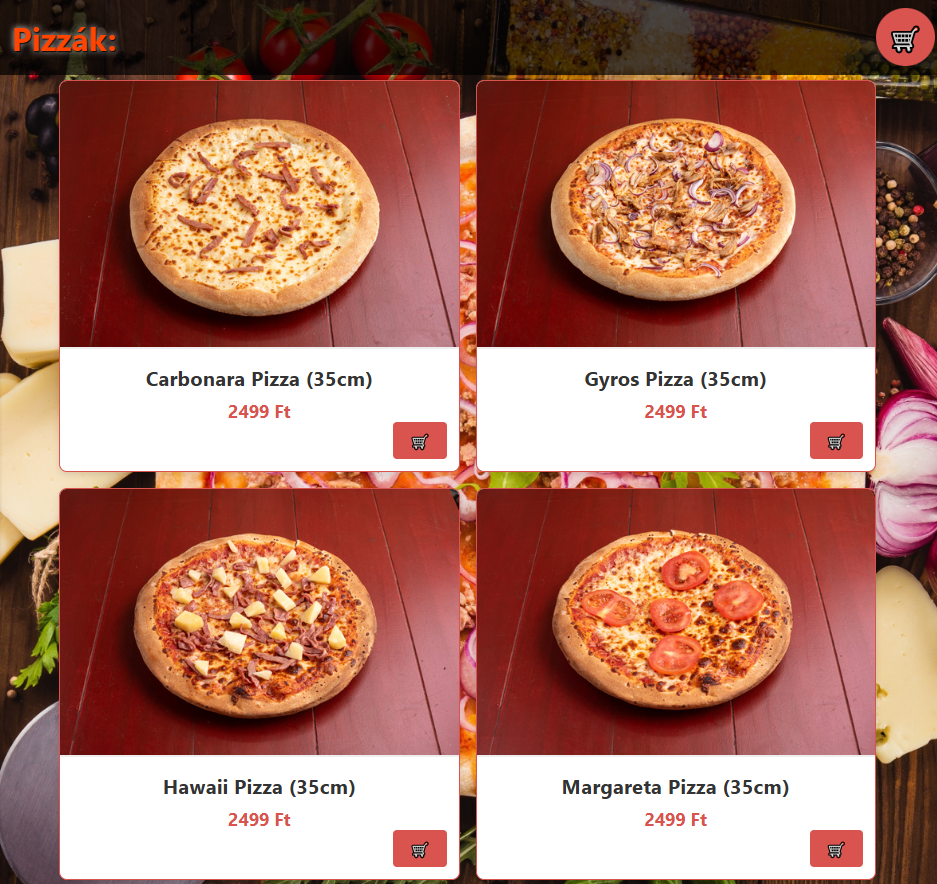 Pizzák:
Carbonara Pizza (35cm)
2499 Ft
Gyros Pizza (35cm)
2499 Ft
Hawaii Pizza (35cm)
2499 Ft
Margareta Pizza (35cm)
2499 Ft